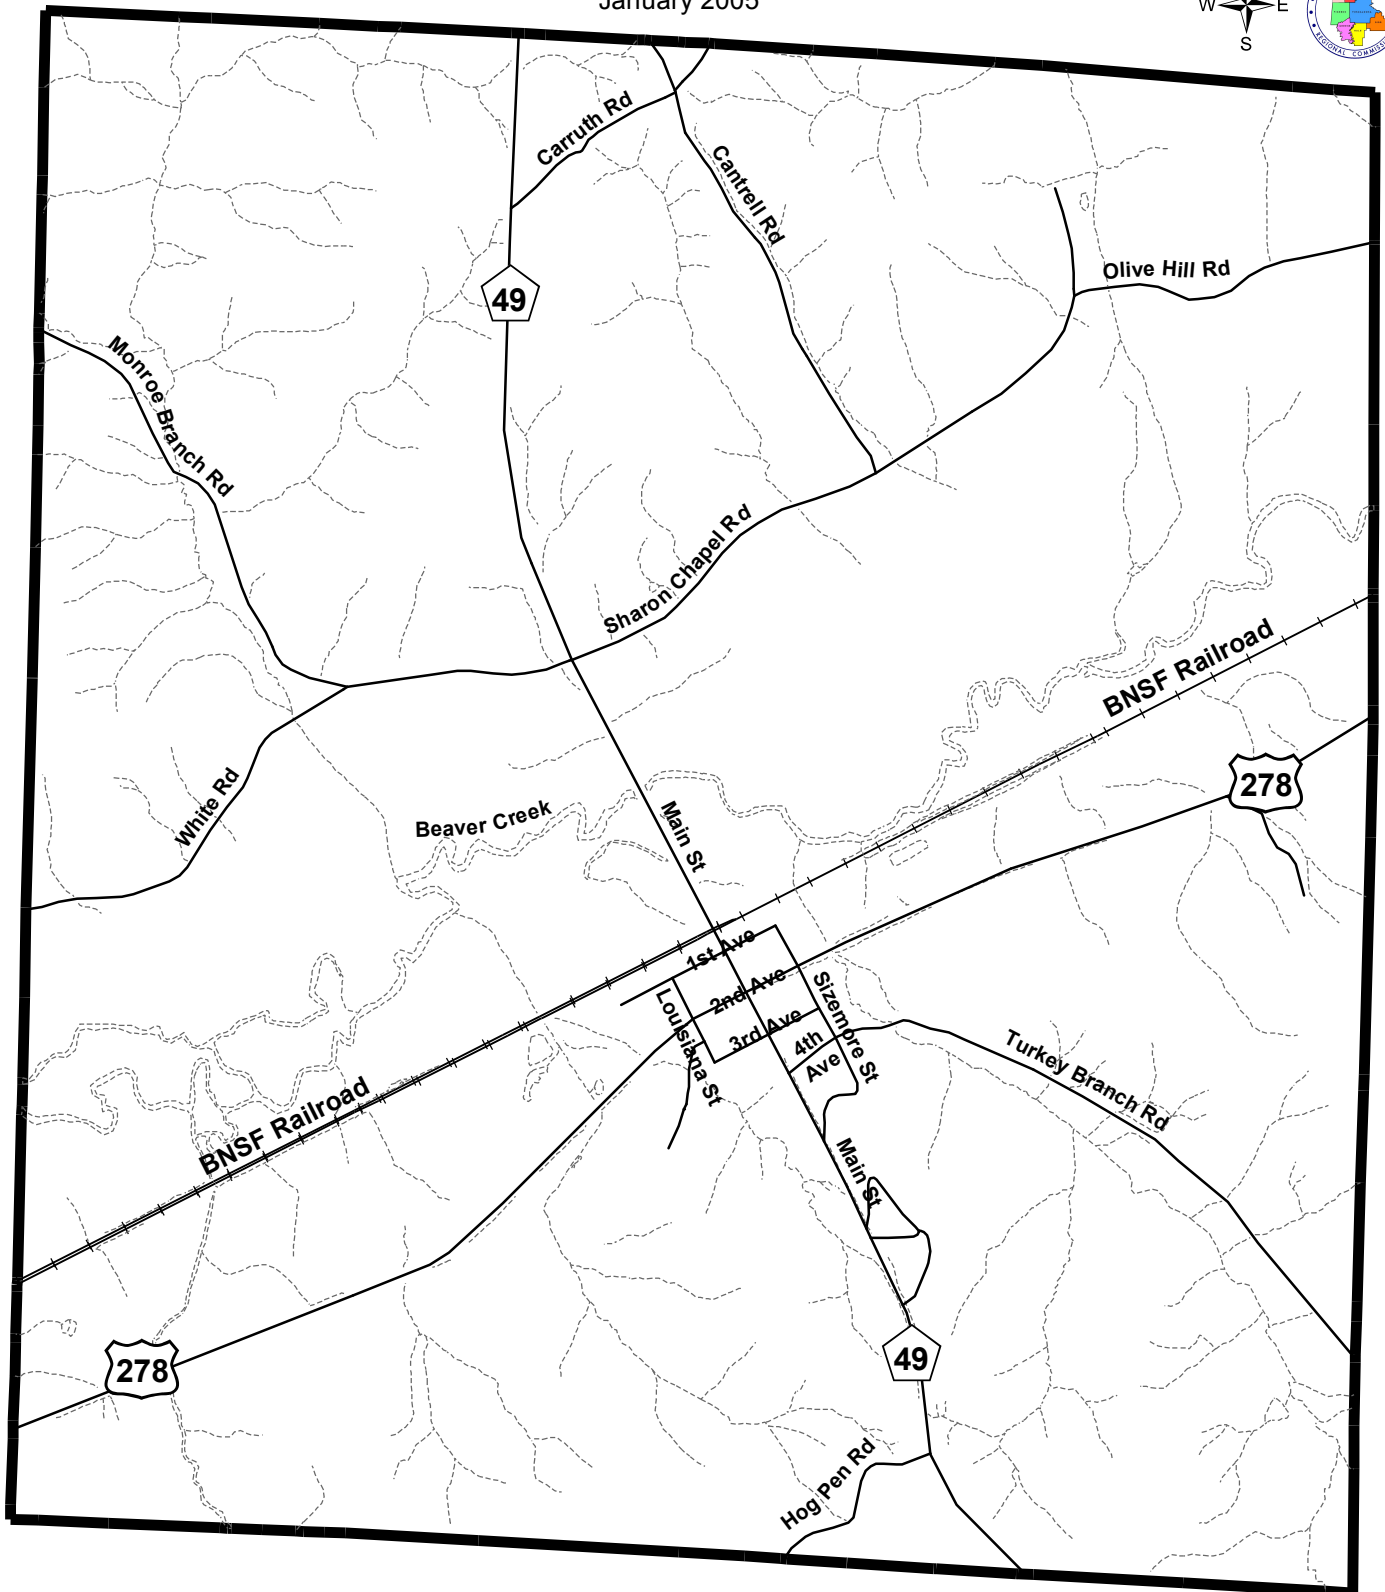 January 2005
W E
S
REGIONAL COMMISS
Carruth Rd
Cantrell Rd
Olive Hill Rd
49
Monroe Branch Rd
Sharon Chapel Rd
BNSF Railroad
278
White Rd
Beaver Creek
Main St
1st Ave
2nd Ave
3rd Ave
4th
Ave
Louisiana St
Sizemore St
Turkey Branch Rd
BNSF Railroad
Main St
278
49
Hog Pen Rd